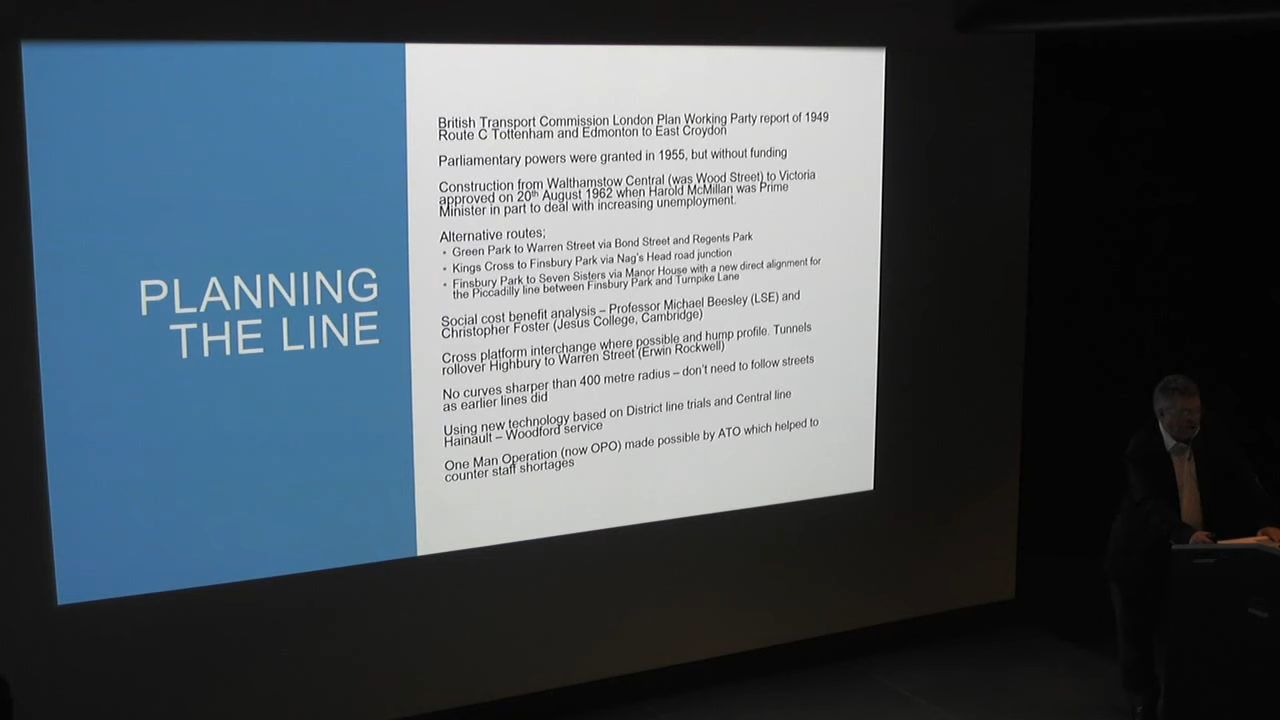 PLANNING
THE LINE
British Transport Commission London Plan Working Party report of 1949
Route C Tottenham and Edmonton to East Croydon
Parliamentary powers were granted in 1955, but without funding
Construction from Walthamstow Central (was Wood Street) to Victoria
approved on 20th August 1962 when Harold McMillan was Prime
Minister in part to deal with increasing unemployment.
Alternative routes;
• Green Park to Warren Street via Bond Street and Regents Park
• Kings Cross to Finsbury Park via Nag's Head road junction
• Finsbury Park to Seven Sisters via Manor House with a new direct alignment for
the Piccadilly line between Finsbury Park and Turnpike Lane
Social cost benefit analysis – Professor Michael Beesley (LSE) and
Christopher Foster (Jesus College, Cambridge)
Cross platform interchange where possible and hump profile. Tunnels
rollover Highbury to Warren Street (Erwin Rockwell)
No curves sharper than 400 metre radius – don't need to follow streets
as earlier lines did
Using new technology based on District line trials and Central line
Hainault – Woodford service
One Man Operation (now OPO) made possible by ATO which helped to
counter staff shortages